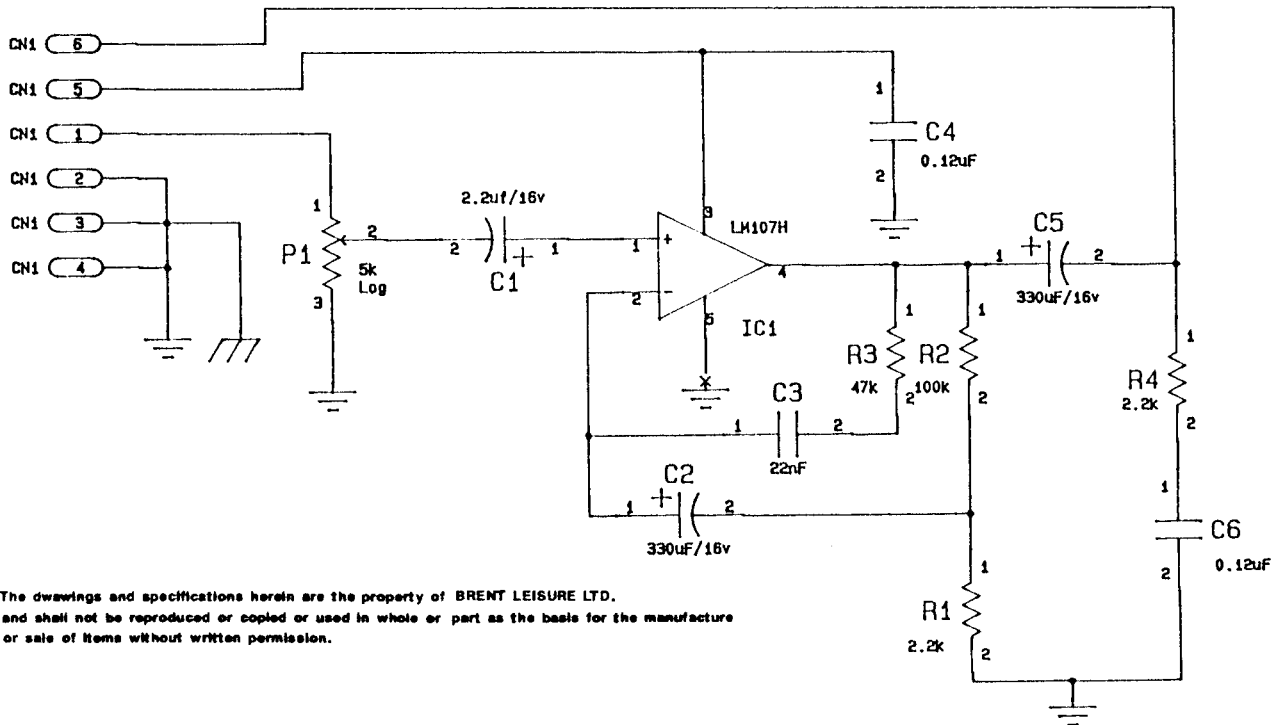 CN1 6
CN1 5
CN1 1
CN1 2
CN1 3
CN1 4
1
P1
2
5k
Log
3
2.2uf/16v
2
1
+
C1
1
+
2
-
3
LM107H
4
5
IC1
1
C4
0.12uF
2
C5
1
+
2
330uF/16v
1
R3
47k
2
1
R2
100k
2
1
R4
2.2k
2
C3
1
2
22nF
C2
1
+
2
330uF/16v
1
C6
0.12uF
2
1
R1
2.2k
2
The dwawings and specifications herein are the property of BRENT LEISURE LTD.
and shall not be reproduced or copied or used in whole or part as the basis for the manufacture
or sale of items without written permission.